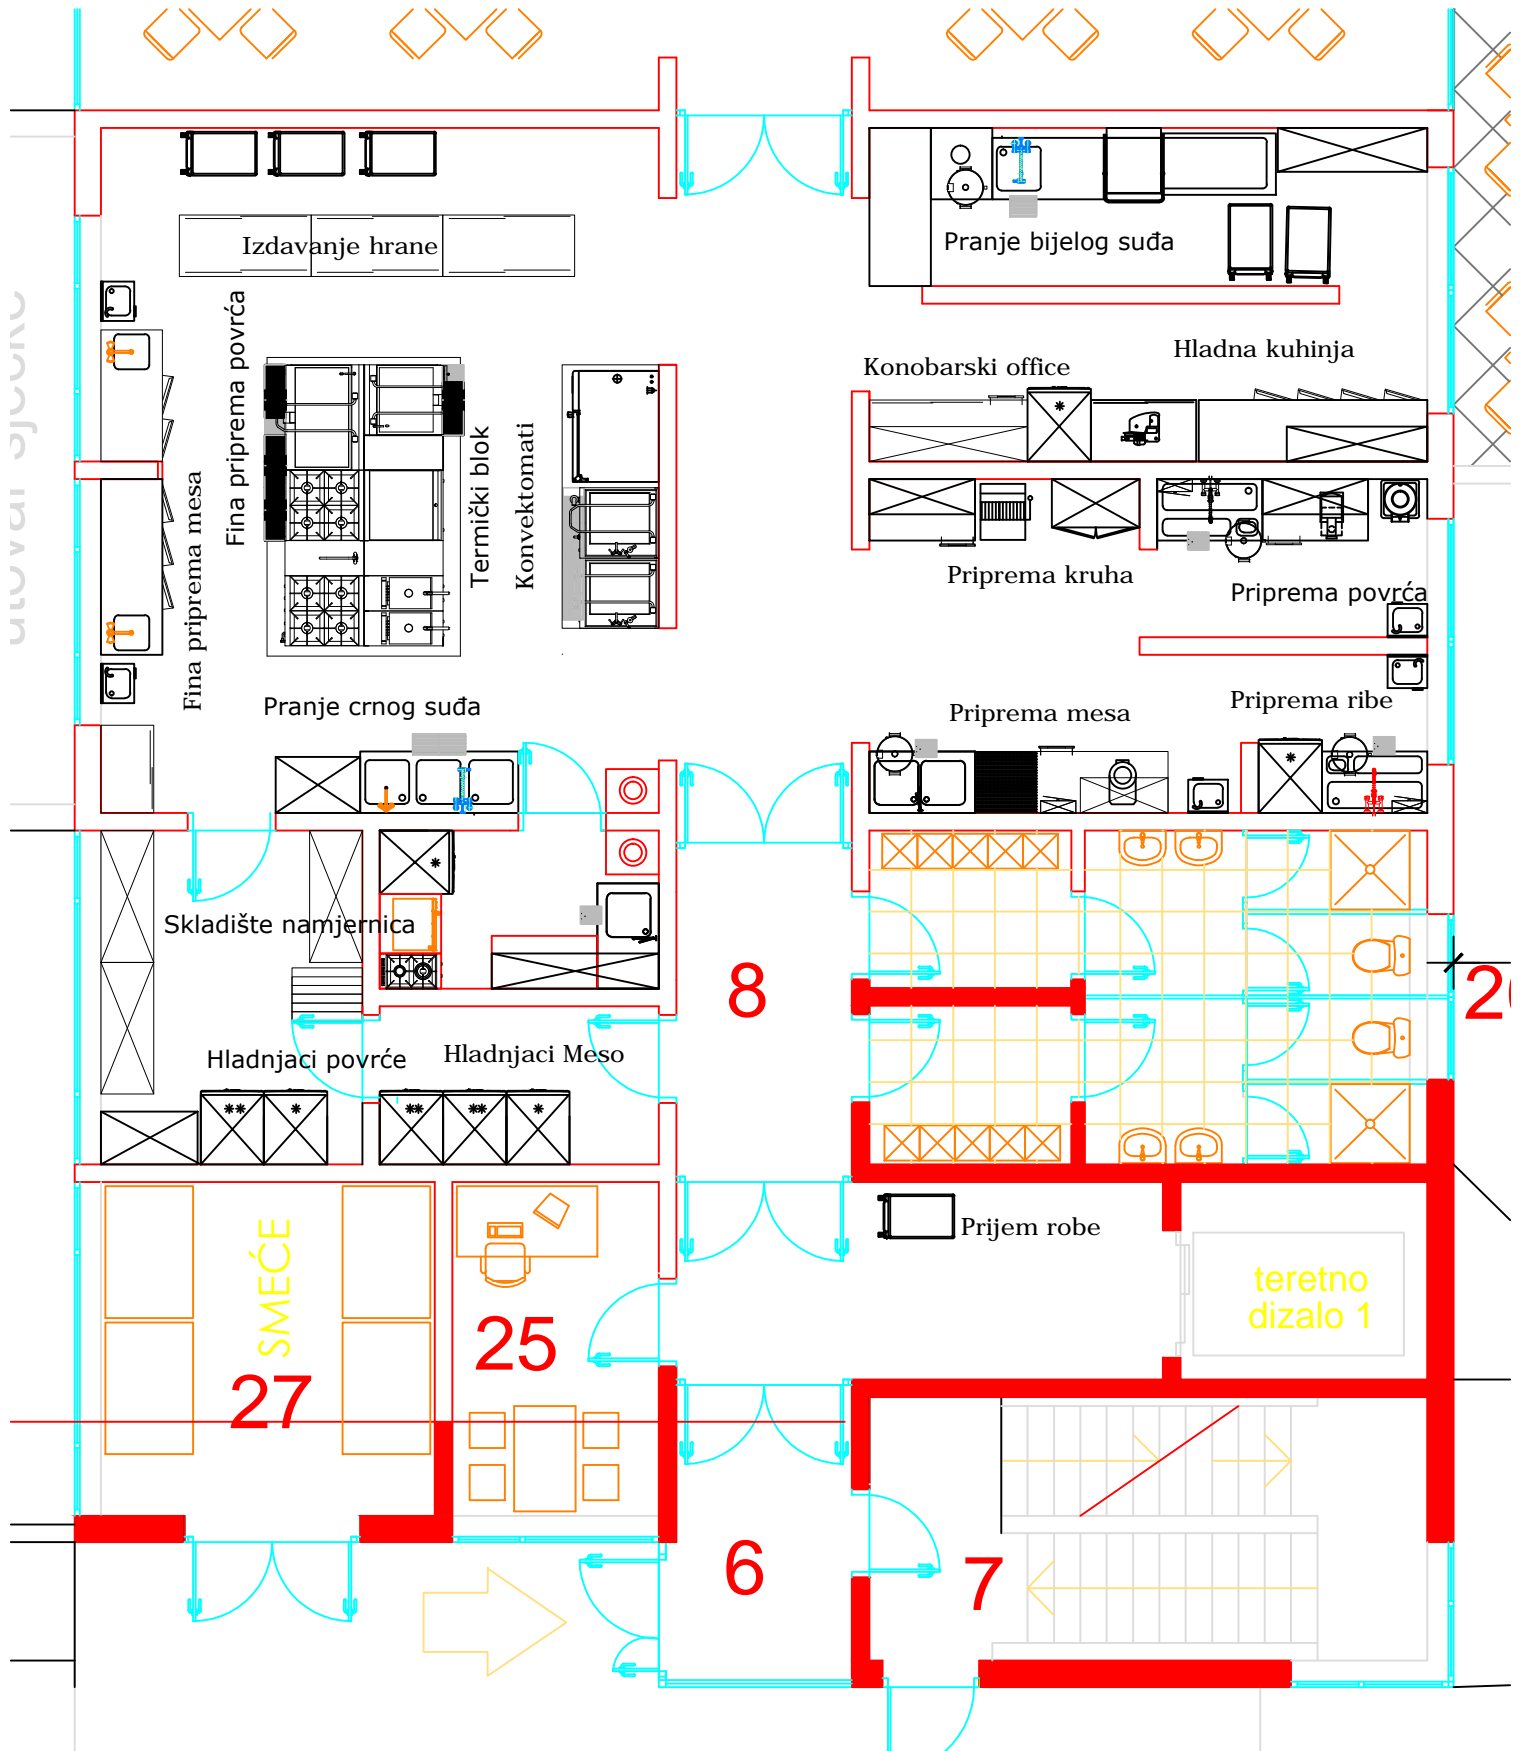 Izdavanje hrane
Pranje bijelog suđa
Fina priprema povrća
Konobarski office
Hladna kuhinja
Termički blok
Konvektomati
Fina priprema mesa
Priprema kruha
Priprema povrća
Pranje crnog suđa
Priprema mesa
Priprema ribe
Skladište namjernica
8
Hladnjaci povrće
Hladnjaci Meso
Prijem robe
SMEĆE
teretno
dizalo 1
25
27
6
7